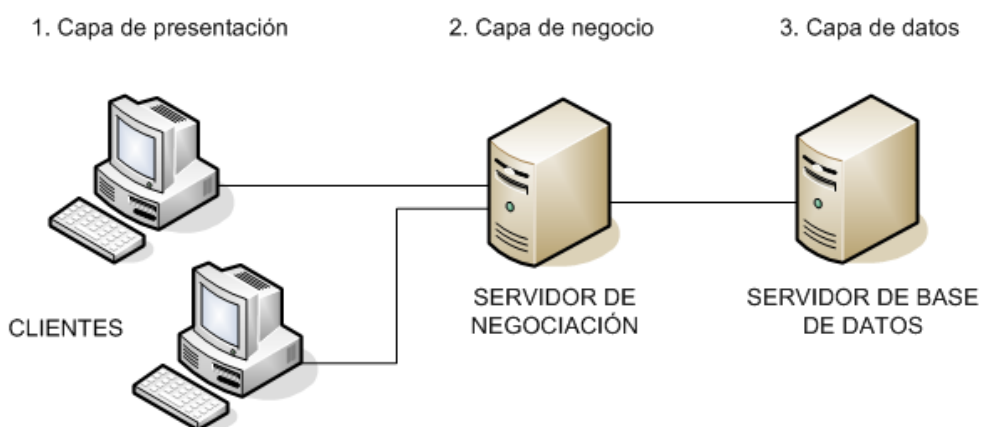 1. Capa de presentación
2. Capa de negocio
3. Capa de datos
CLIENTES
SERVIDOR DE
NEGOCIACIÓN
SERVIDOR DE BASE
DE DATOS